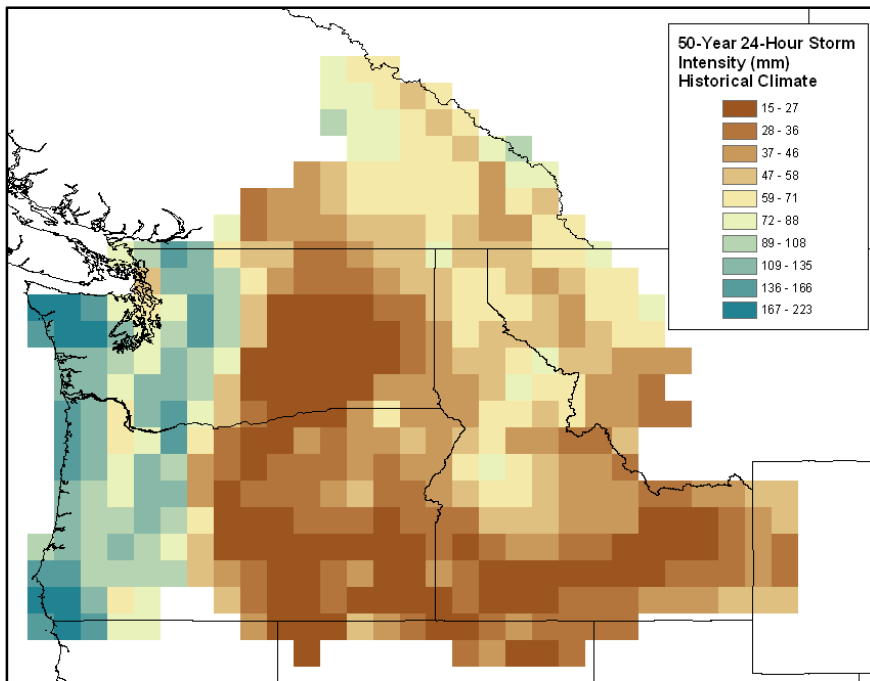 50-Year 24-Hour Storm
Intensity (mm)
Historical Climate
15 - 27
28 - 36
37 - 46
47 - 58
59 - 71
72 - 88
89 - 108
109 - 135
136 - 166
167 - 223